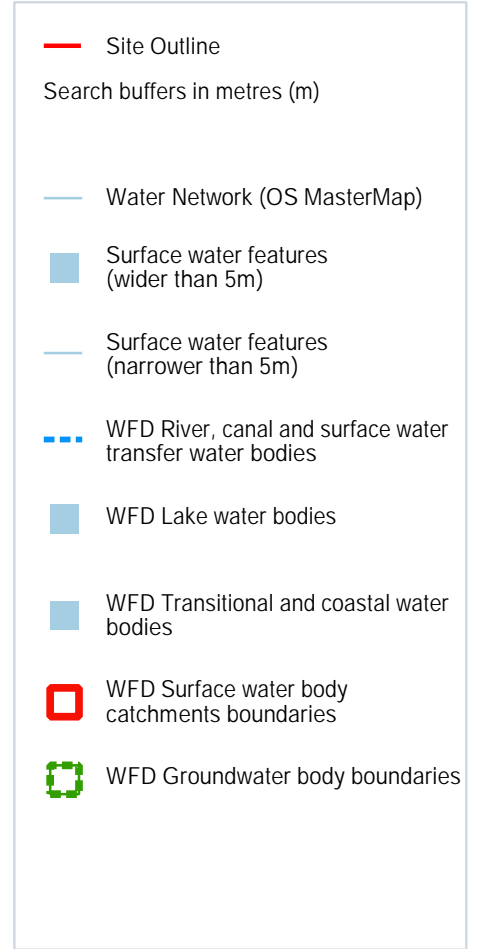 Site Outline
Search buffers in metres (m)
Water Network (OS MasterMap)
Surface water features
(wider than 5m)
Surface water features
(narrower than 5m)
WFD River, canal and surface water
transfer water bodies
WFD Lake water bodies
WFD Transitional and coastal water
bodies
WFD Surface water body
catchments boundaries
WFD Groundwater body boundaries